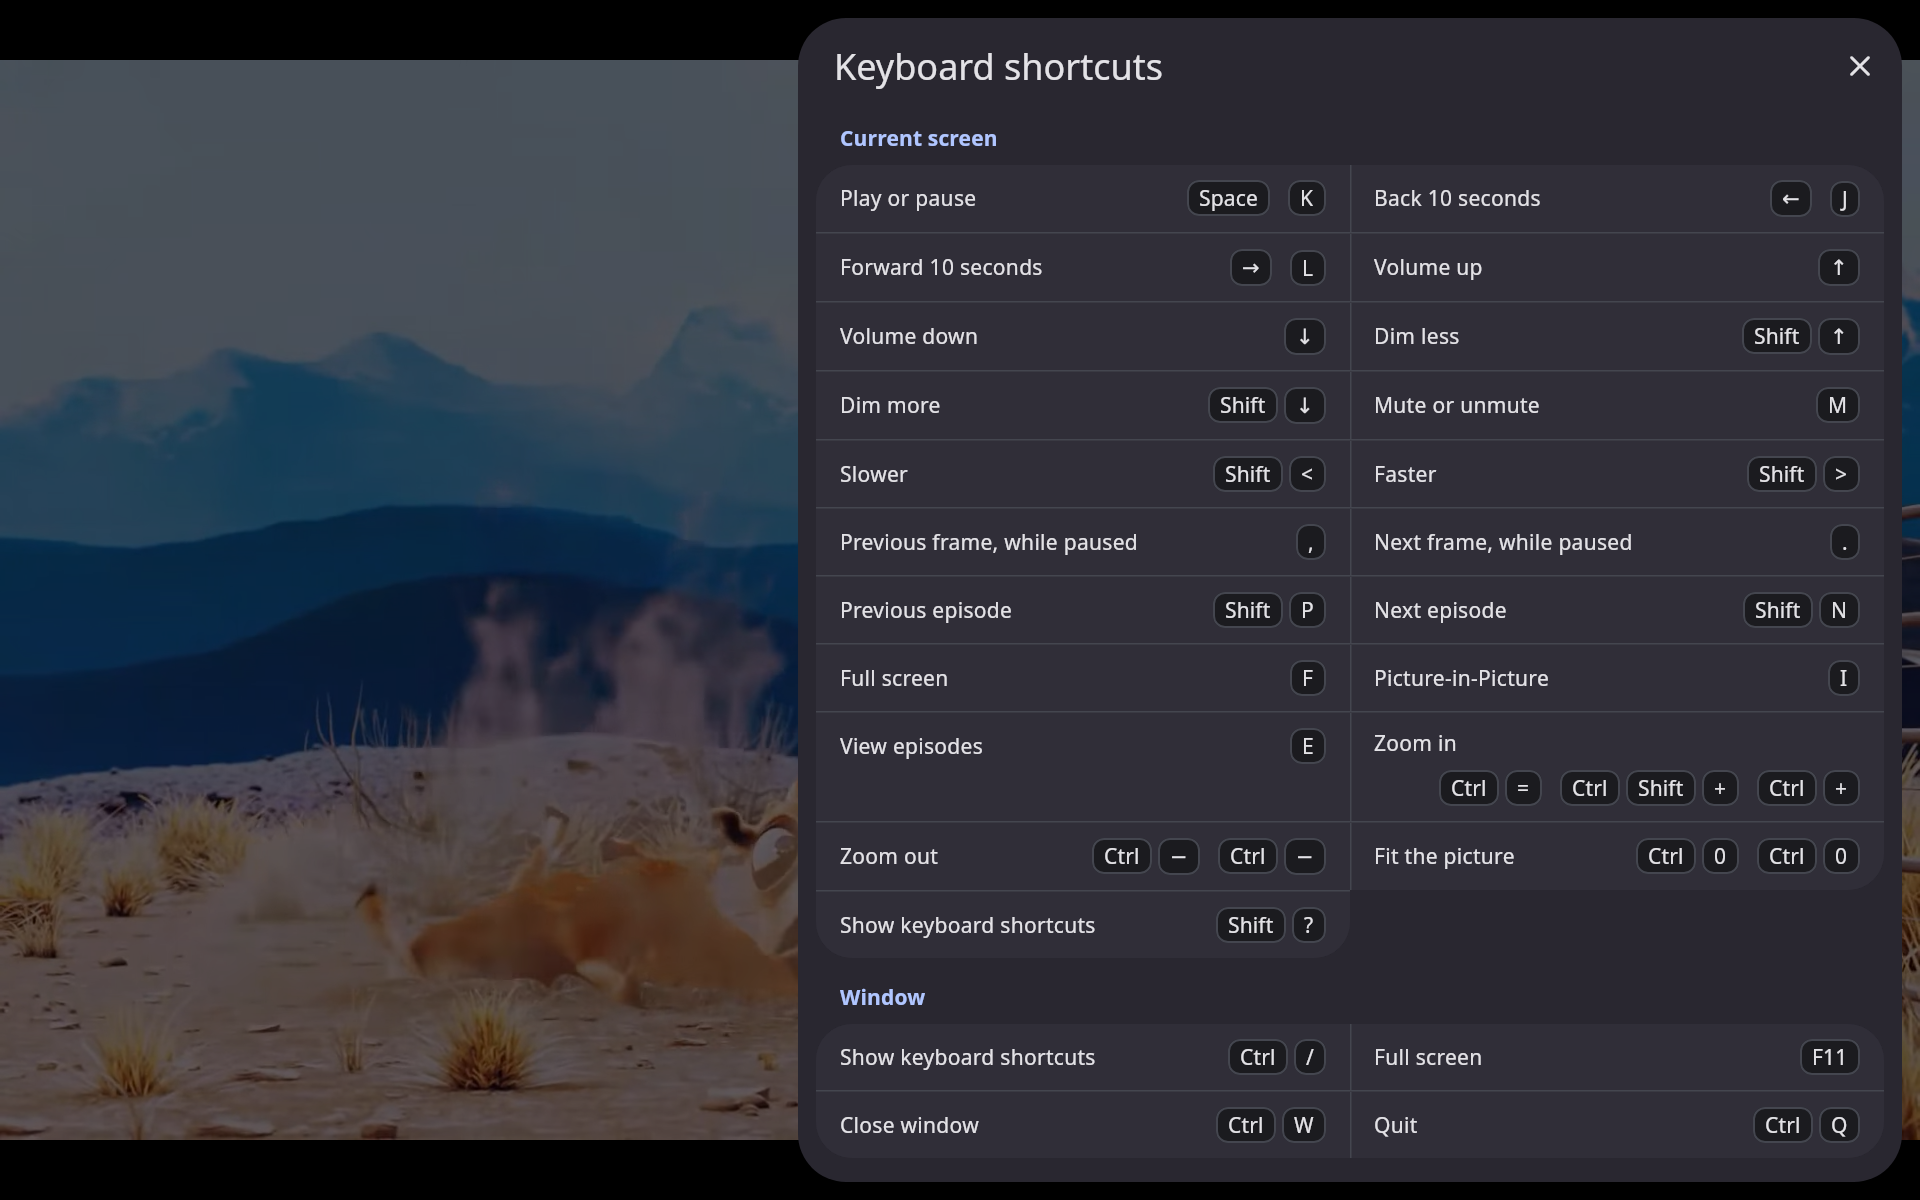 Keyboard shortcuts
Current screen
Play or pause Space K
Back 10 seconds ← J
Forward 10 seconds → L
Volume up ↑
Volume down ↓
Dim less Shift ↑
Dim more Shift ↓
Mute or unmute M
Slower Shift <
Faster Shift >
Previous frame, while paused ,
Next frame, while paused .
Previous episode Shift P
Next episode Shift N
Full screen F
Picture-in-Picture I
View episodes E
Zoom in
Ctrl = Ctrl Shift + Ctrl +
Zoom out Ctrl − Ctrl −
Fit the picture Ctrl 0 Ctrl 0
Show keyboard shortcuts Shift ?
Window
Show keyboard shortcuts Ctrl /
Full screen F11
Close window Ctrl W
Quit Ctrl Q